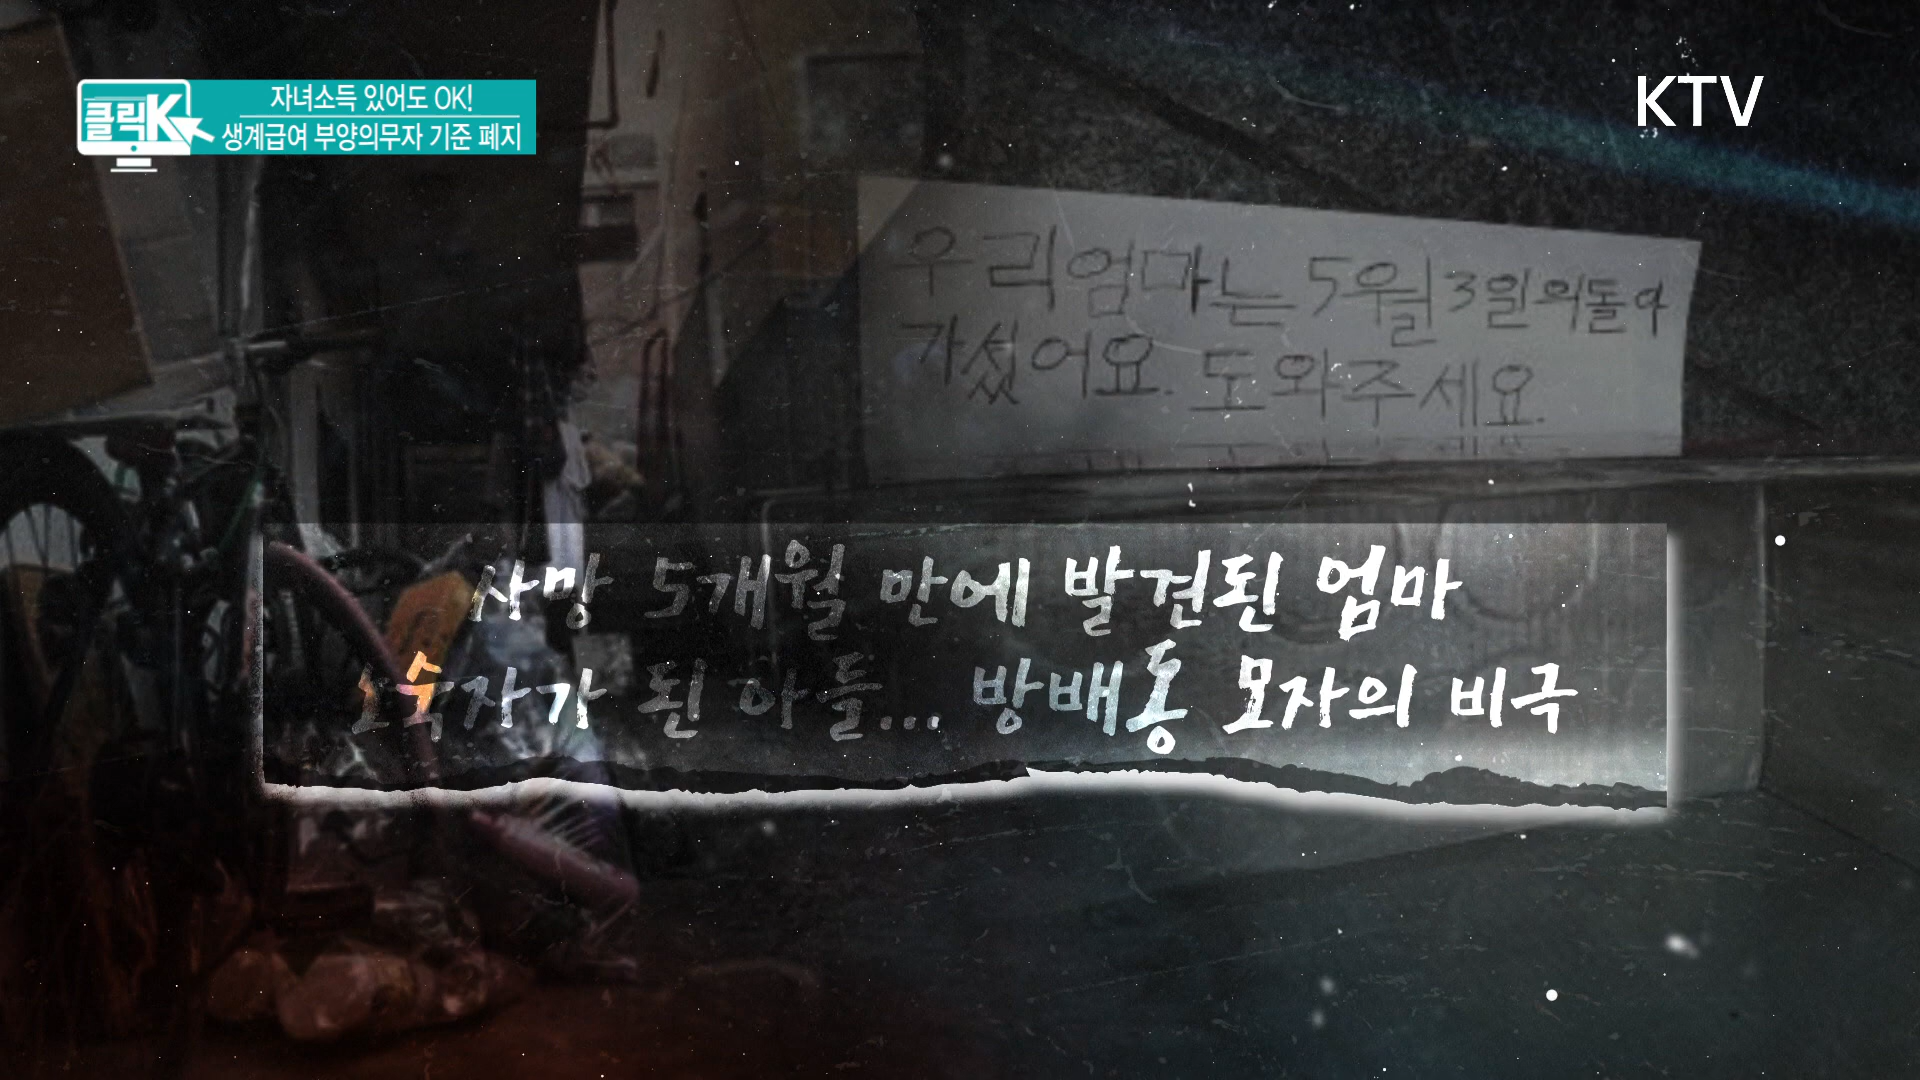 클릭K
자녀소득 있어도 OK!
생계급여 부양의무자 기준 폐지
KTV
우리엄마는 5월3일에돌아
가셨어요. 도와주세요.
사망 5개월 만에 발견된 엄마
노숙자가 된 아들... 방배동 모자의 비극